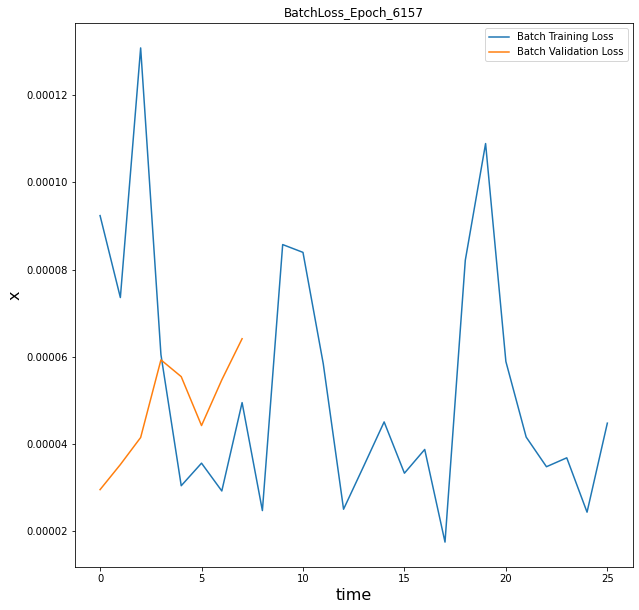 BatchLoss_Epoch_6157
Batch Training Loss
Batch Validation Loss
0.00012
0.00010
0.00008
0.00006
0.00004
0.00002
x
0 5 10 15 20 25
time